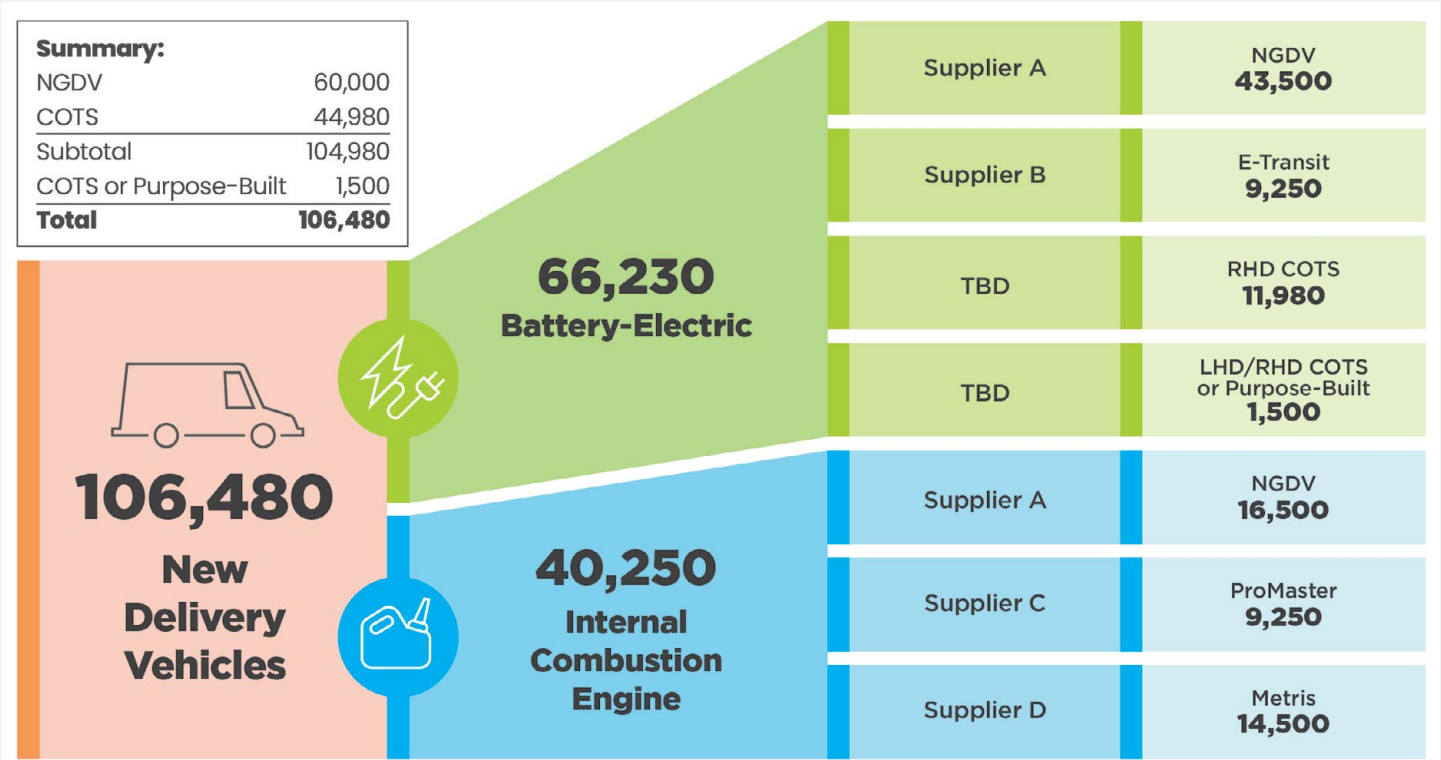 Summary:
NGDV 60,000
COTS 44,980
Subtotal 104,980
COTS or Purpose-Built 1,500
Total 106,480
106,480
New
Delivery
Vehicles
66,230
Battery-Electric
Supplier A
NGDV
43,500
Supplier B
E-Transit
9,250
TBD
RHD COTS
11,980
TBD
LHD/RHD COTS
or Purpose-Built
1,500
40,250
Internal
Combustion
Engine
Supplier A
NGDV
16,500
Supplier C
ProMaster
9,250
Supplier D
Metris
14,500